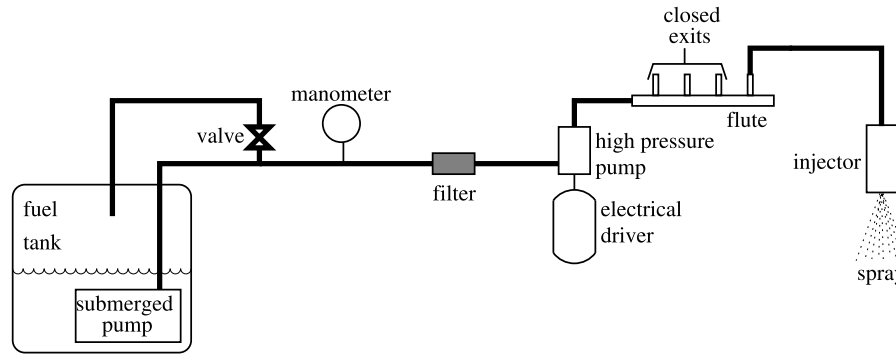 closed
exits
manometer
valve
flute
high pressure
pump
injector
filter
fuel
tank
electrical
driver
submerged
pump